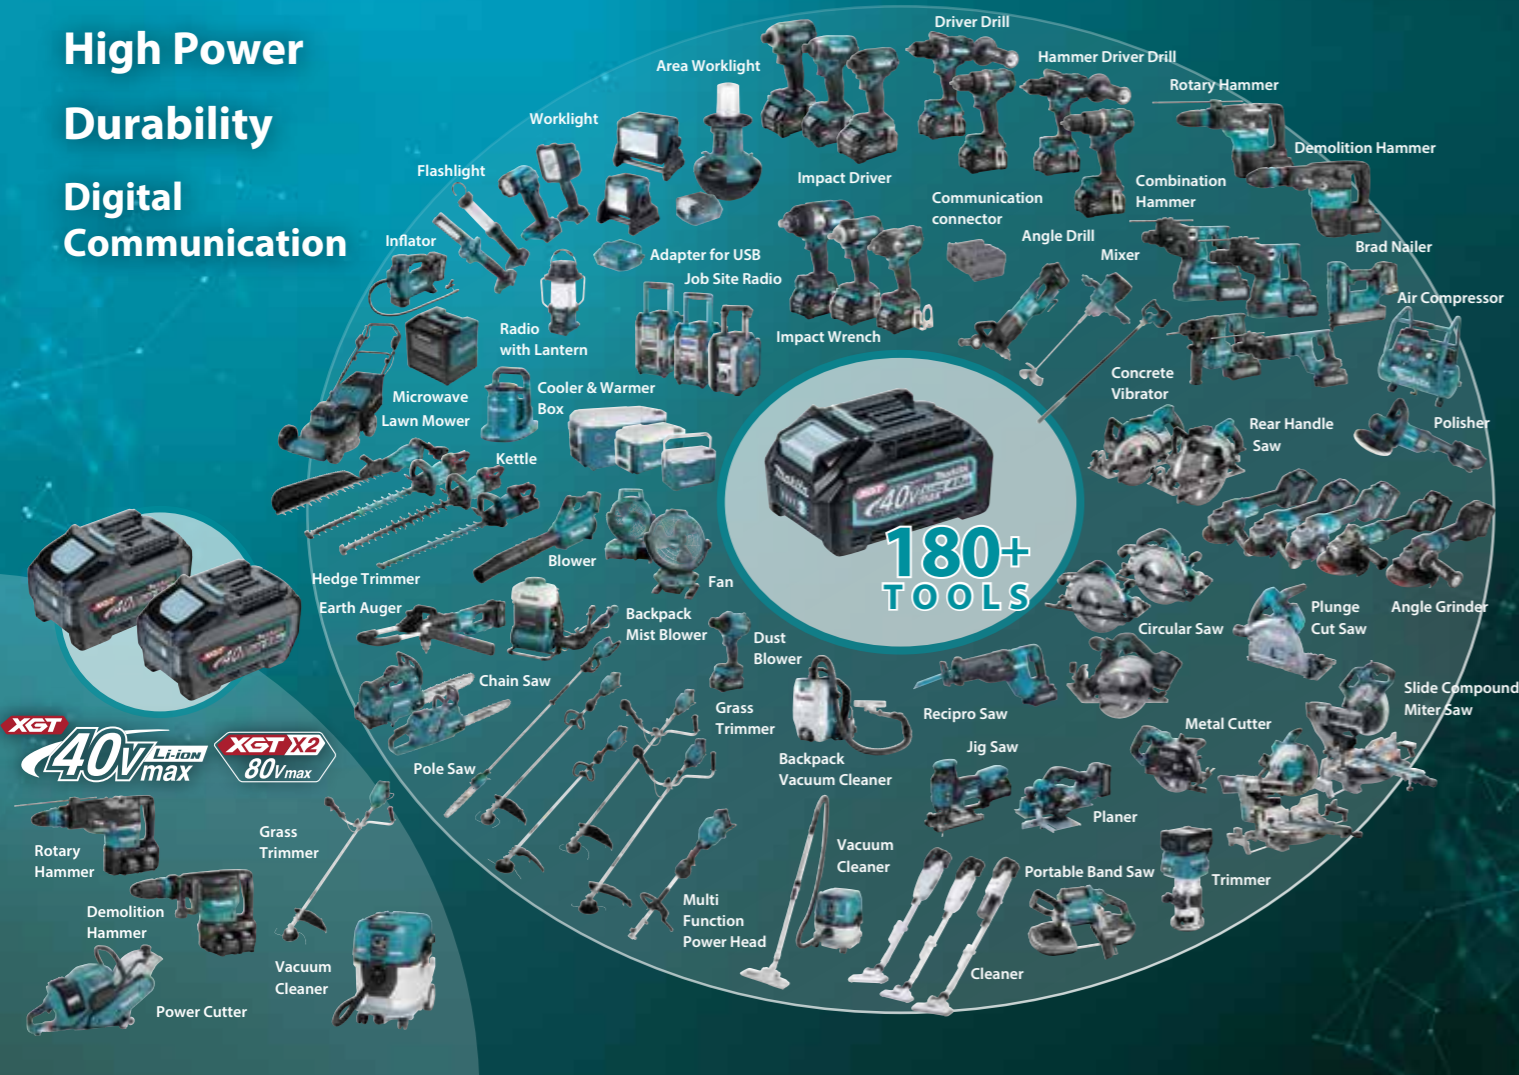 High Power
Durability
Digital
Communication
Driver Drill
Hammer Driver Drill
Area Worklight
Rotary Hammer
Worklight
Demolition Hammer
Flashlight
Impact Driver
Combination
Hammer
Communication
connector
Angle Drill
Inflator
Brad Nailer
Adapter for USB
Mixer
Job Site Radio
Air Compressor
Radio
with Lantern
Impact Wrench
Concrete
Vibrator
Microwave
Cooler & Warmer
Box
Lawn Mower
Rear Handle
Saw
Polisher
Kettle
makita
XGT
40V max
180+
TOOLS
Blower
Hedge Trimmer
Fan
Earth Auger
Backpack
Mist Blower
Plunge
Cut Saw
Angle Grinder
Circular Saw
Dust
Blower
Chain Saw
Slide Compound
Miter Saw
Grass
Trimmer
Recipro Saw
Metal Cutter
XGT
40Vmax Li-ion
XGT X2
80Vmax
Jig Saw
Pole Saw
Backpack
Vacuum Cleaner
Planer
Grass
Trimmer
Rotary
Hammer
Vacuum
Cleaner
Portable Band Saw
Trimmer
Multi
Function
Power Head
Demolition
Hammer
Cleaner
Vacuum
Cleaner
Power Cutter